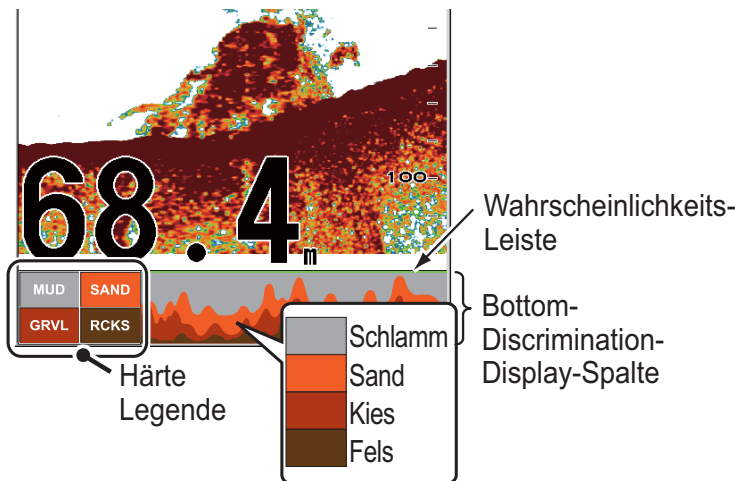 100
68.4m
Wahrscheinlichkeits-
Leiste
MUD SAND
GRVL RCKS
Bottom-
Discrimination-
Display-Spalte
Härte
Legende
Schlamm
Sand
Kies
Fels